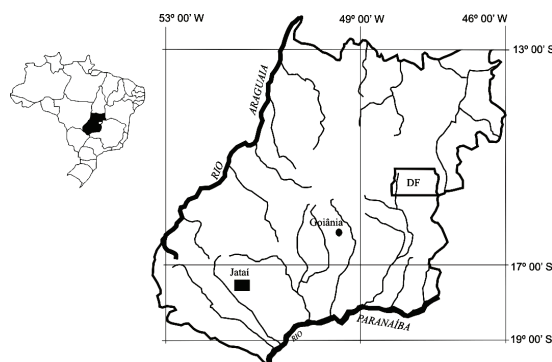 53º 00' W
49º 00' W
46º 00' W
13º 00' S
RIO ARAGUAIA
DF
Goiânia
Jataí
17º 00' S
RIO PARANAÍBA
19º 00' S